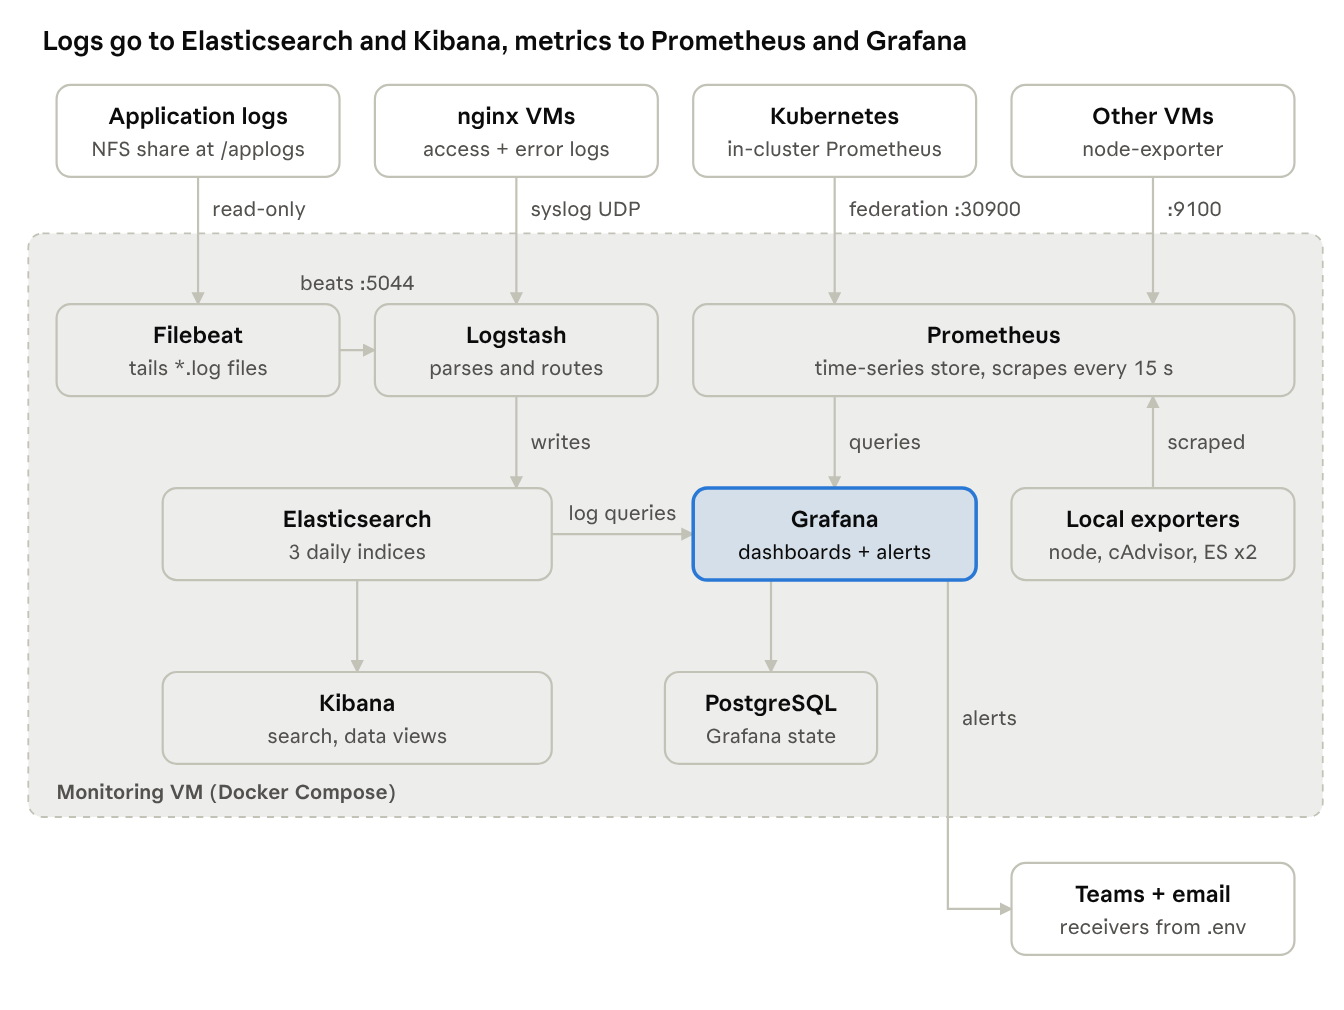 Logs go to Elasticsearch and Kibana, metrics to Prometheus and Grafana
Application logs
NFS share at /applogs
nginx VMs
access + error logs
Kubernetes
in-cluster Prometheus
Other VMs
node-exporter
read-only
syslog UDP
federation :30900
:9100
beats :5044
Filebeat
tails *.log files
Logstash
parses and routes
Prometheus
time-series store, scrapes every 15 s
writes
queries
scraped
Elasticsearch
3 daily indices
log queries
Grafana
dashboards + alerts
Local exporters
node, cAdvisor, ES x2
Kibana
search, data views
PostgreSQL
Grafana state
alerts
Monitoring VM (Docker Compose)
Teams + email
receivers from .env